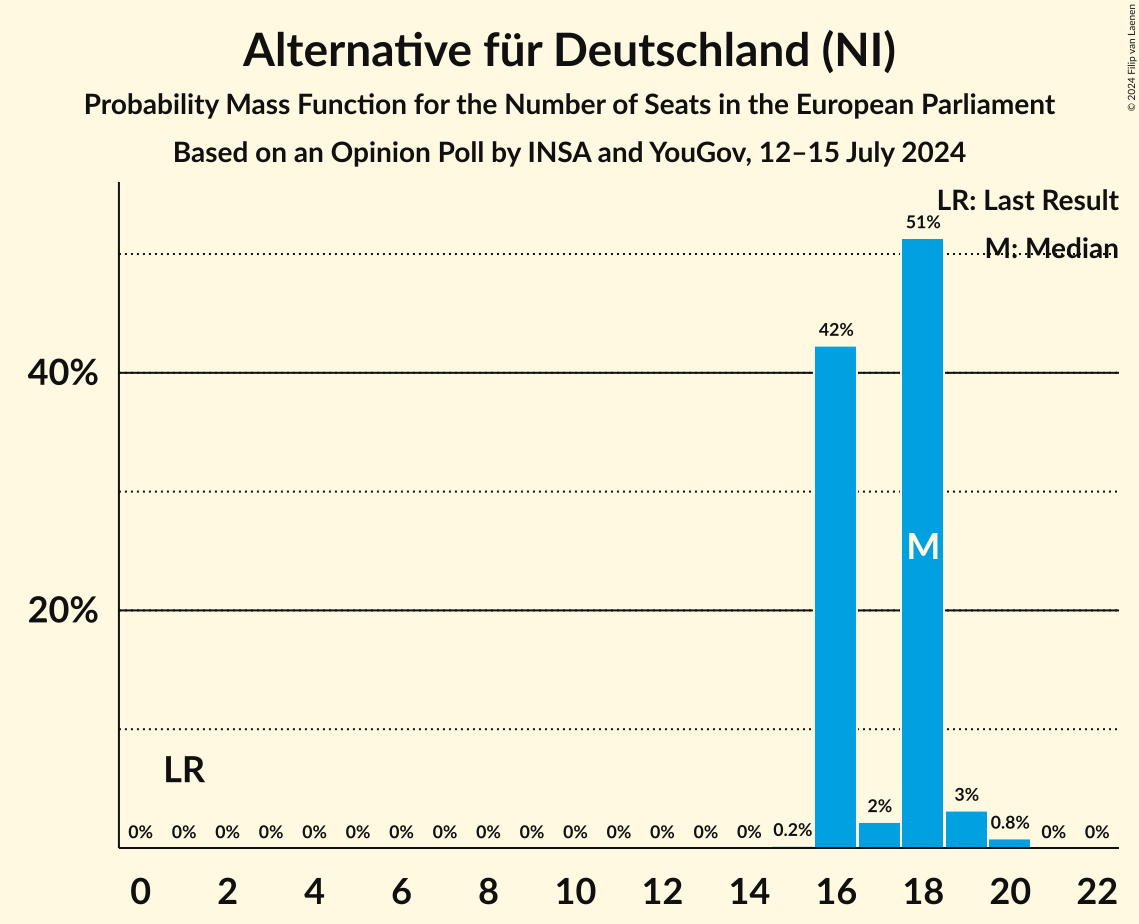 Alternative für Deutschland (NI)
Probability Mass Function for the Number of Seats in the European Parliament
Based on an Opinion Poll by INSA and YouGov, 12–15 July 2024
© 2024 Filip van Laenen
LR: Last Result
M: Median
51%
42%
40%
M
20%
LR
0% 0% 0% 0% 0% 0% 0% 0% 0% 0% 0% 0% 0% 0% 0% 0.2% 2% 3% 0.8% 0% 0%
0 2 4 6 8 10 12 14 16 18 20 22